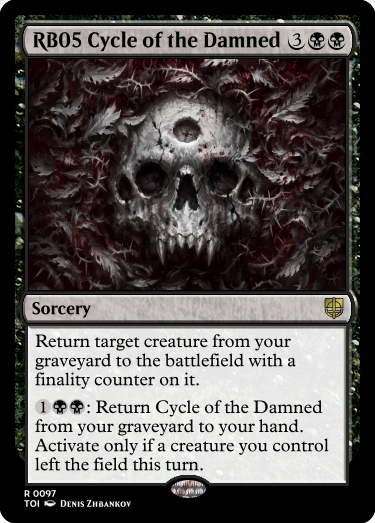 RB05 Cycle of the Damned 3
Sorcery
Return target creature from your
graveyard to the battlefield with a
finality counter on it.
1: Return Cycle of the Damned
from your graveyard to your hand.
Activate only if a creature you control
left the field this turn.
R 0097
TOI DENIS ZHBANKOV